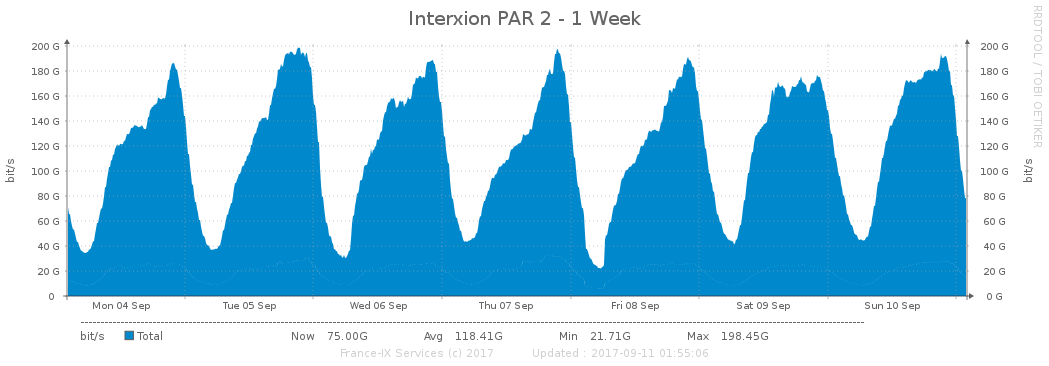 Interxion PAR 2 - 1 Week
RRDTOOL / TOBI OETIKER
bit/s
bit/s
200 G 200 G
180 G 180 G
160 G 160 G
140 G 140 G
120 G 120 G
100 G 100 G
80 G 80 G
60 G 60 G
40 G 40 G
20 G 20 G
0 0 G
Mon 04 Sep Tue 05 Sep Wed 06 Sep Thu 07 Sep Fri 08 Sep Sat 09 Sep Sun 10 Sep
bit/s Total Now 75.00G Avg 118.41G Min 21.71G Max 198.45G
France-IX Services (c) 2017 Updated : 2017-09-11 01:55:06